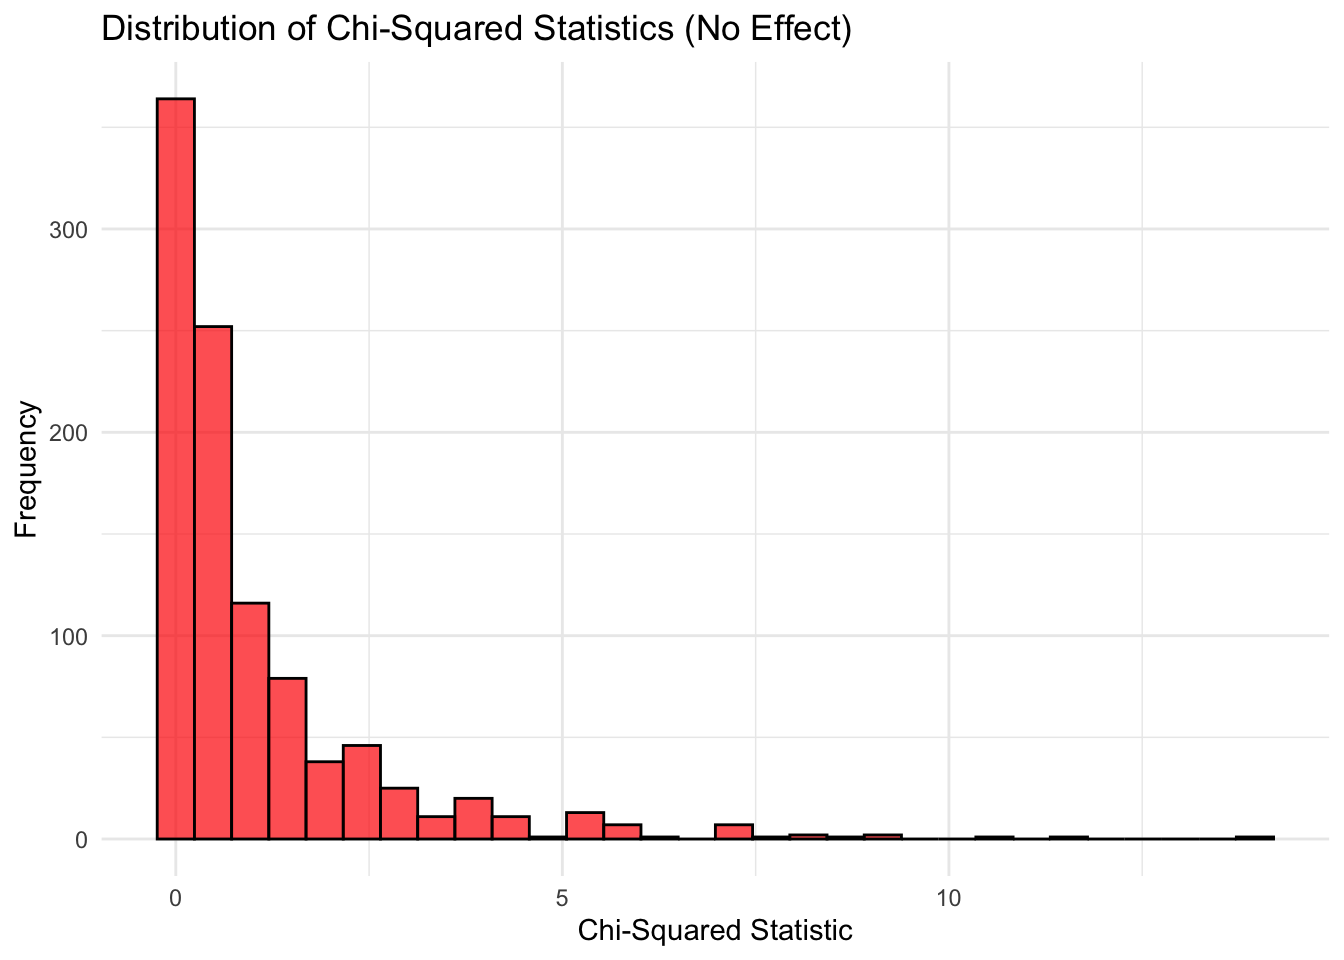 Distribution of Chi-Squared Statistics (No Effect)
Frequency
300
200
100
0
0 5 10
Chi-Squared Statistic